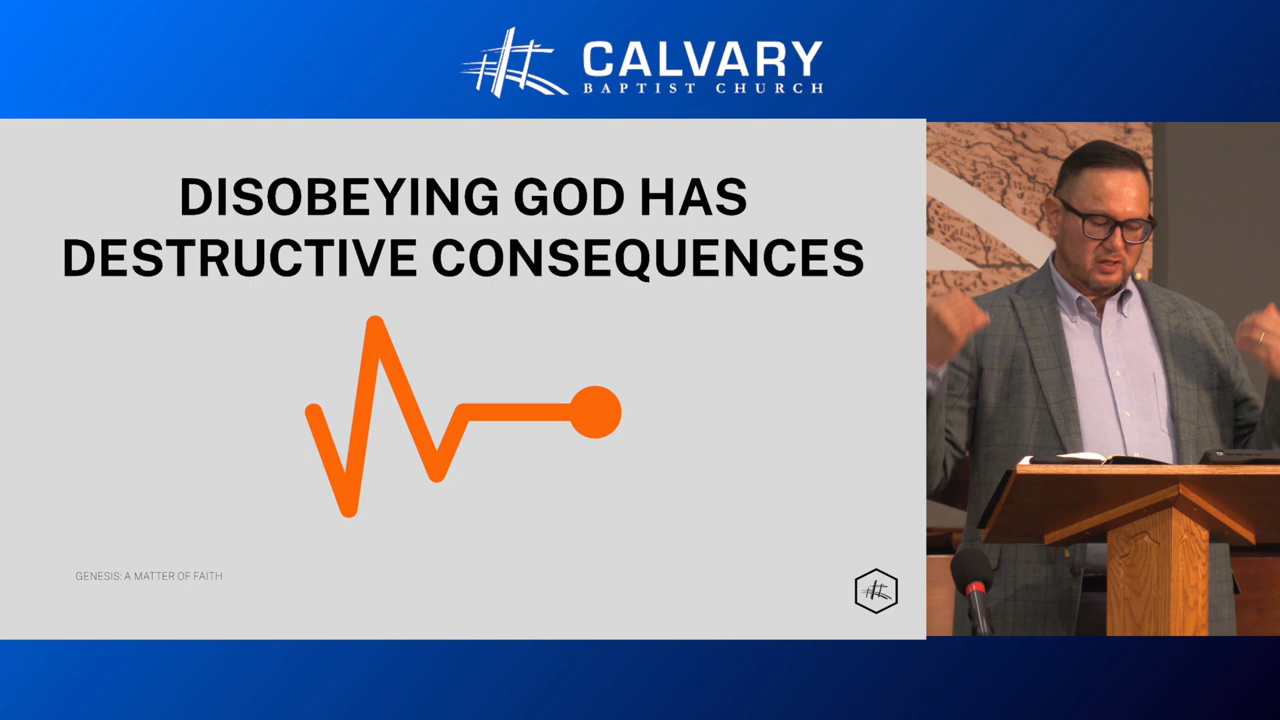 CALVARY
BAPTIST CHURCH
DISOBEYING GOD HAS
DESTRUCTIVE CONSEQUENCES
GENESIS: A MATTER OF FAITH